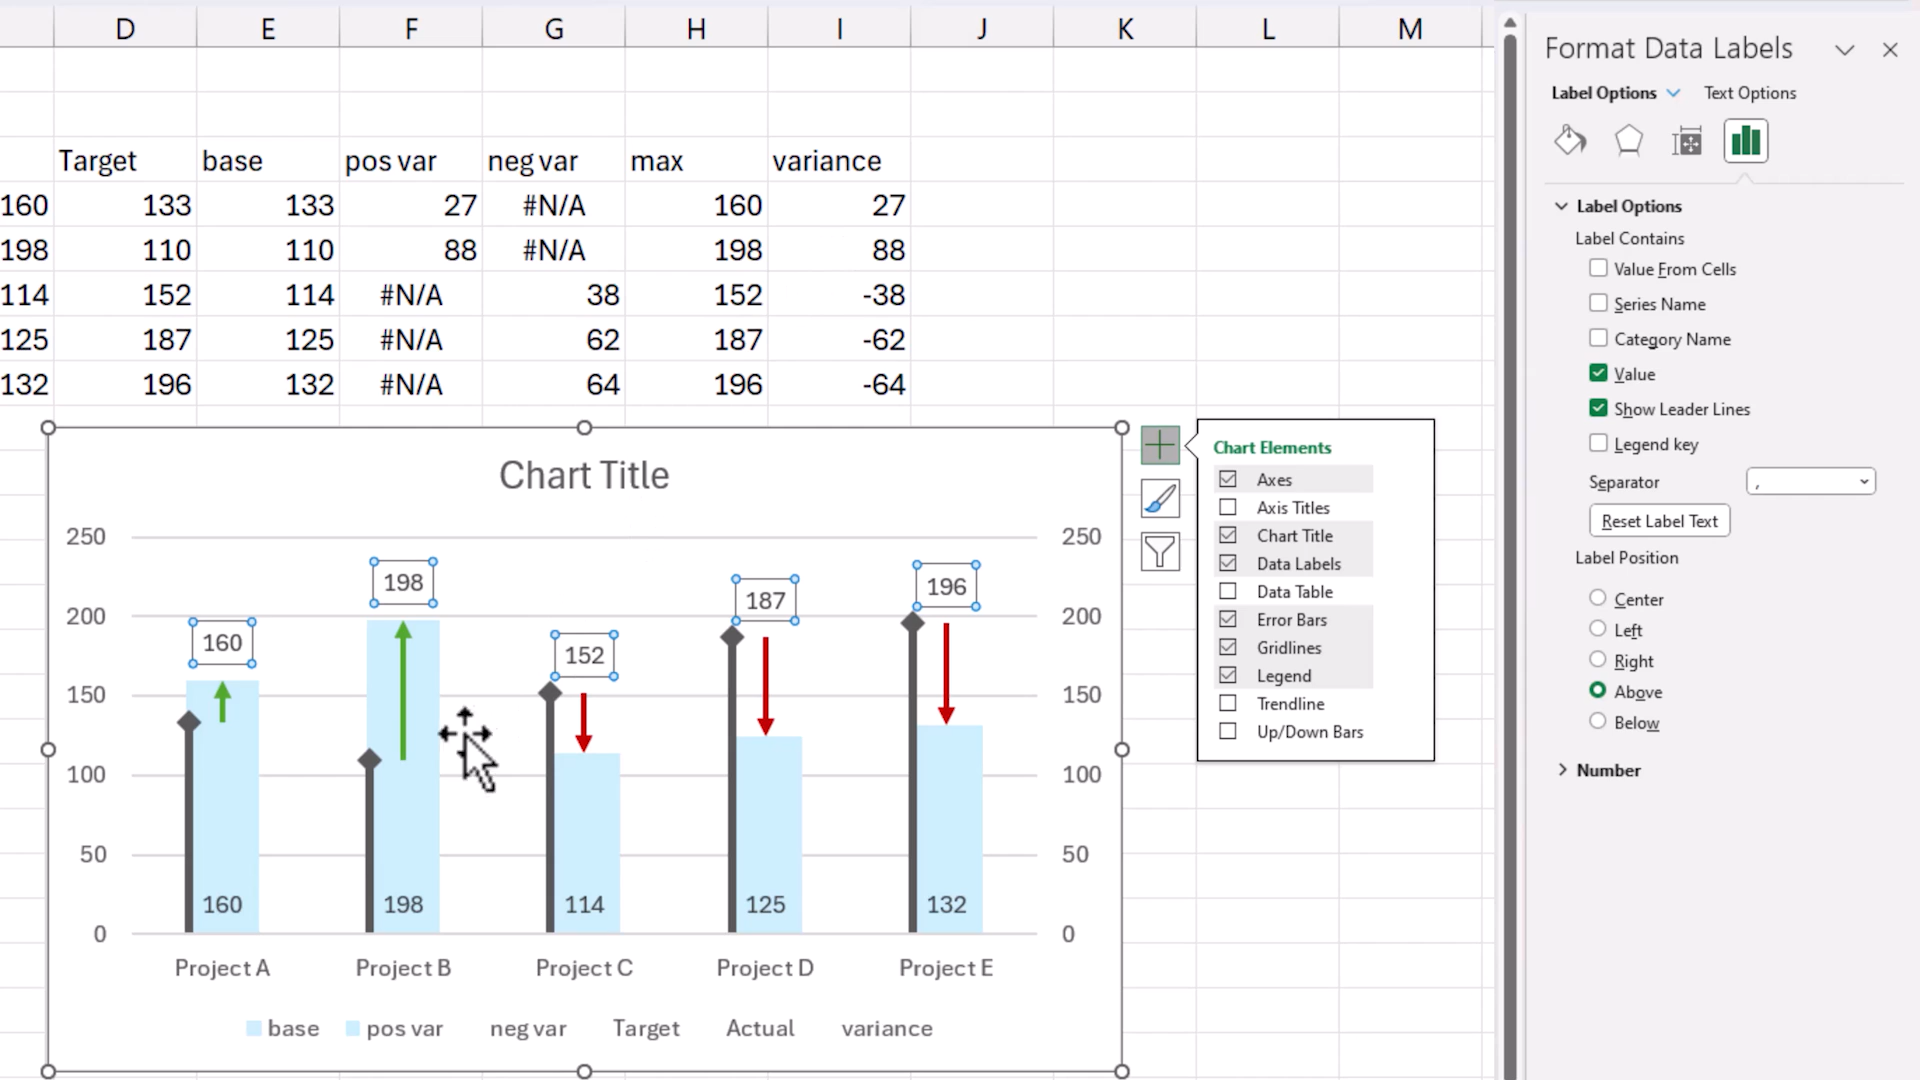 D E F G H I J K L M
Target base pos var neg var max variance
160 133 133 27 #N/A 160 27
198 110 110 88 #N/A 198 88
114 152 114 #N/A 38 152 -38
125 187 125 #N/A 62 187 -62
132 196 132 #N/A 64 196 -64
Chart Title
250 250
200 200
150 150
100 100
50 50
0 0
160 198 152 187 196
160 198 114 125 132
Project A Project B Project C Project D Project E
base pos var neg var Target Actual variance
Chart Elements
Axes
Axis Titles
Chart Title
Data Labels
Data Table
Error Bars
Gridlines
Legend
Trendline
Up/Down Bars
Format Data Labels
Label Options Text Options
Label Options
Label Contains
Value From Cells
Series Name
Category Name
Value
Show Leader Lines
Legend key
Separator ,
Reset Label Text
Label Position
Center
Left
Right
Above
Below
Number